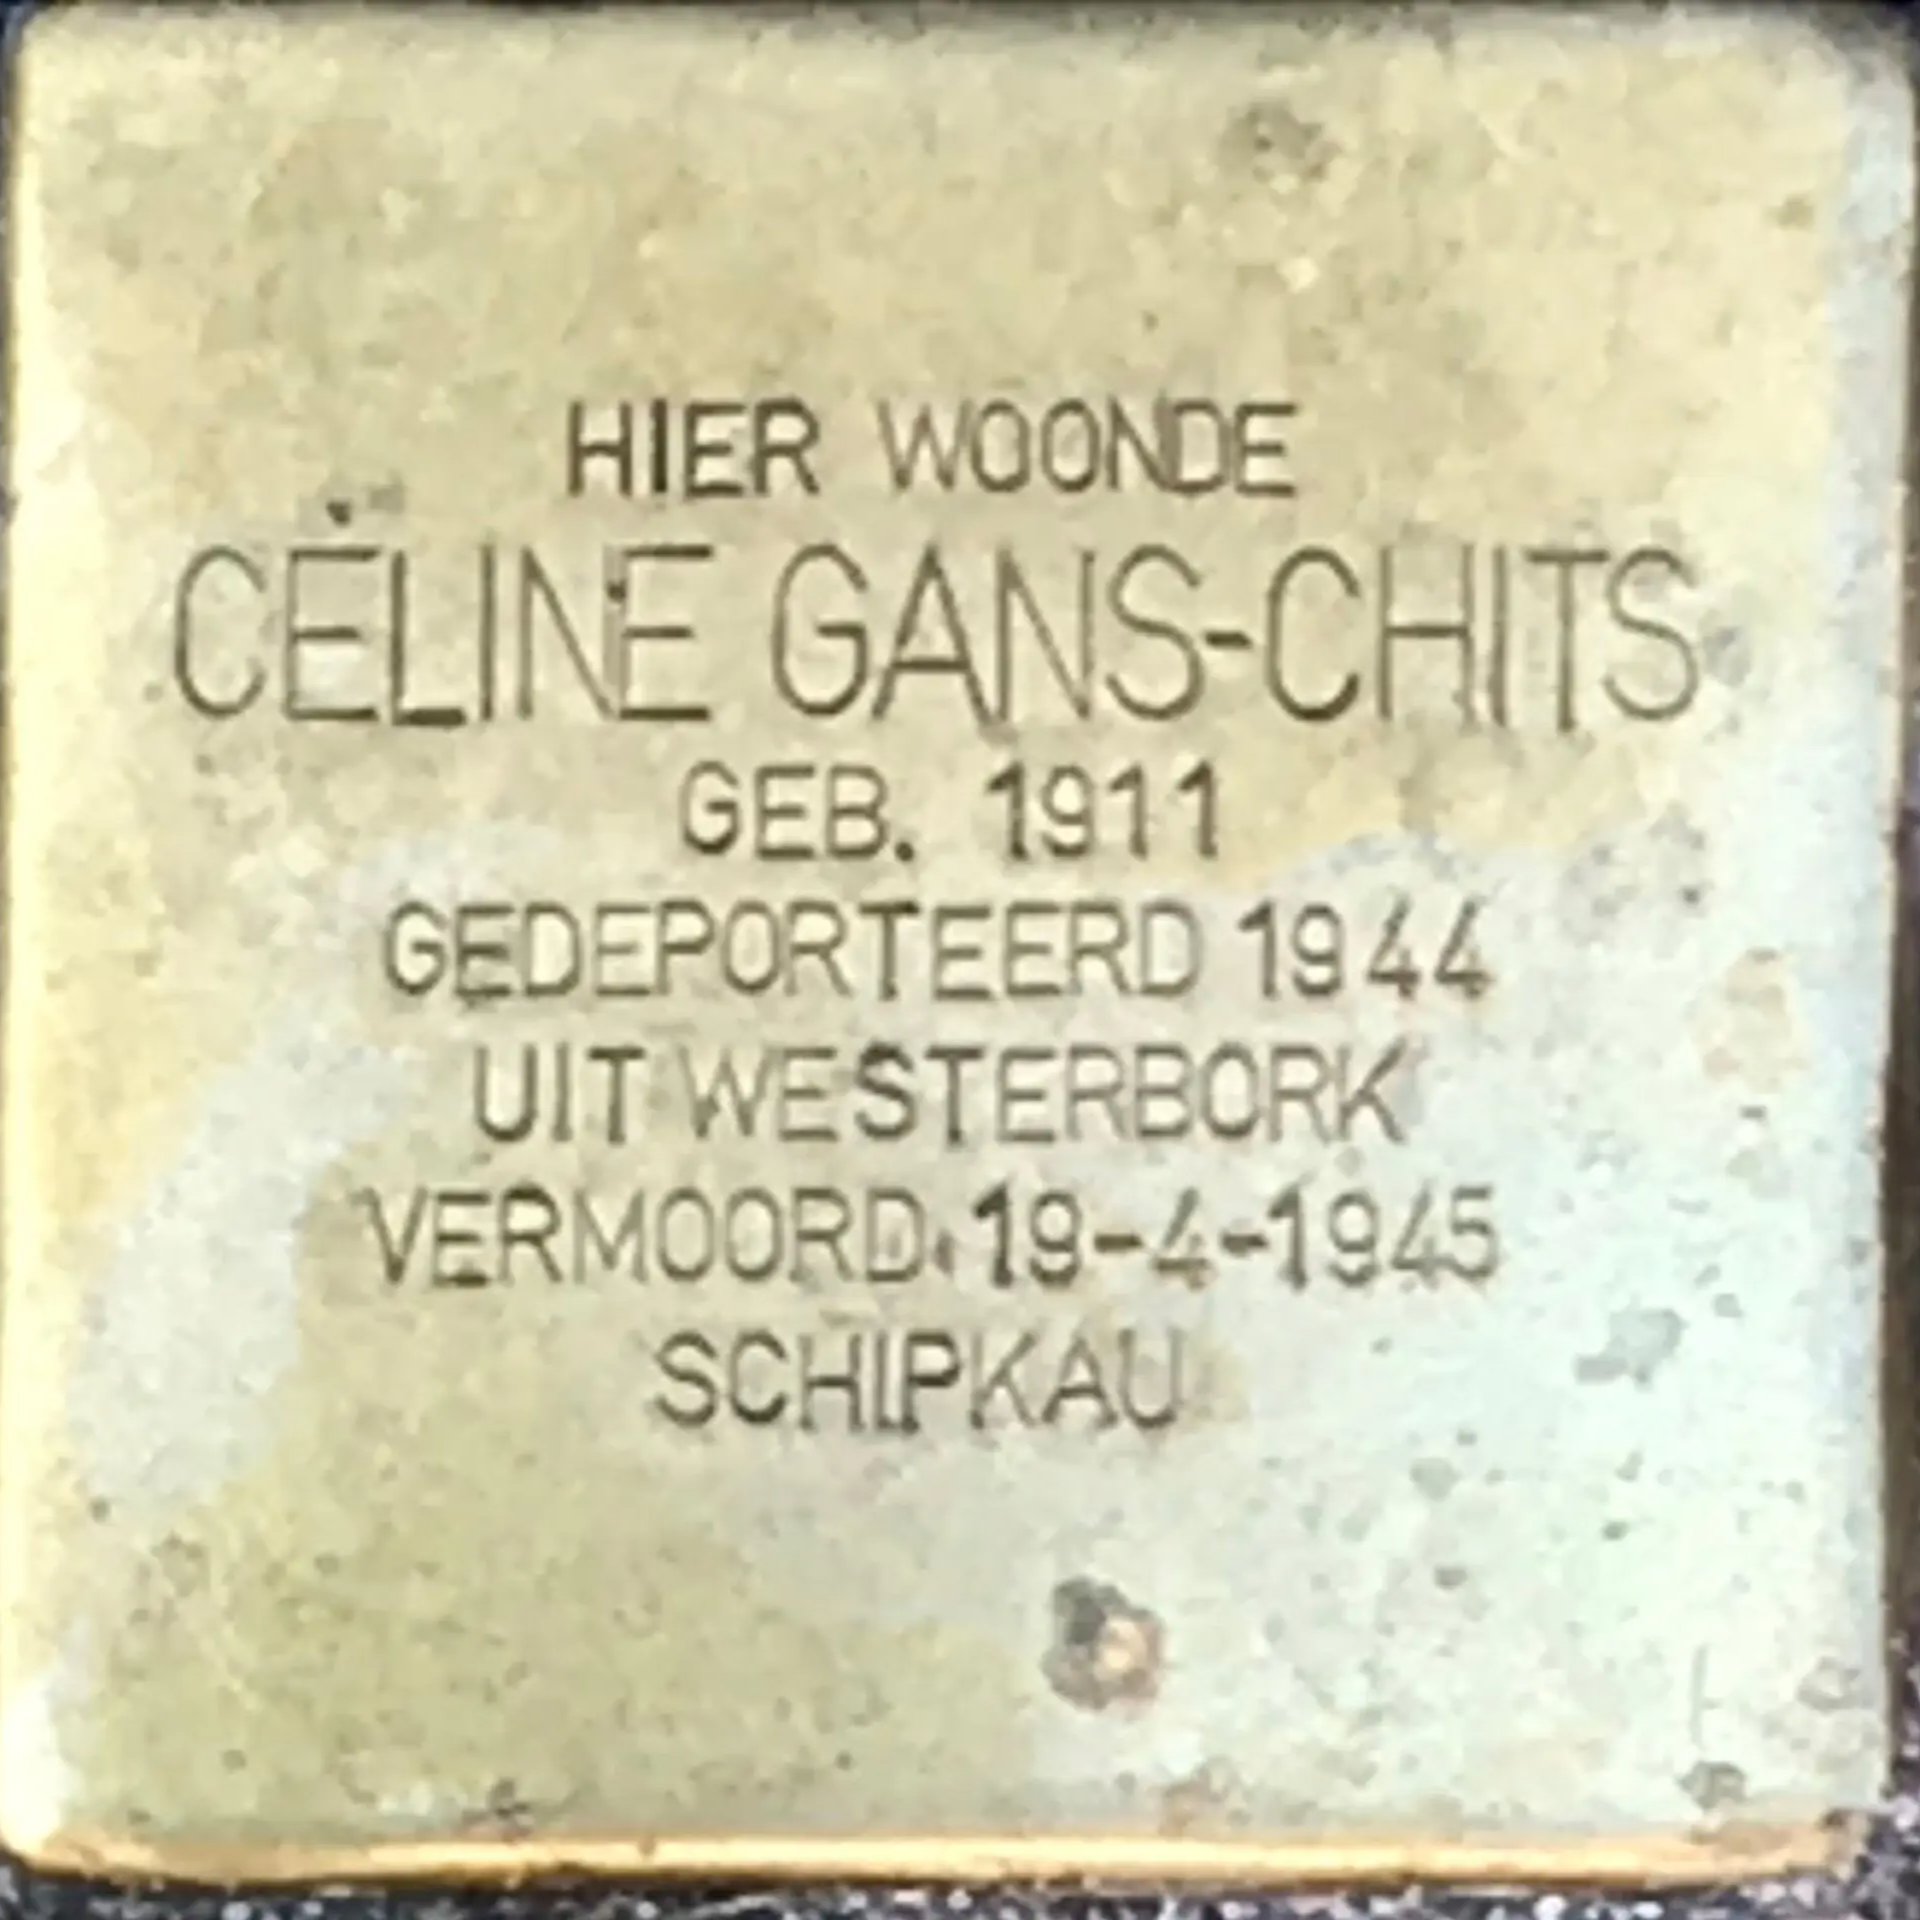 HIER WOONDE
CÉLINE GANS-CHITS
GEB. 1911
GEDEPORTEERD 1944
UIT WESTERBORK
VERMOORD 19-4-1945
SCHIPKAU